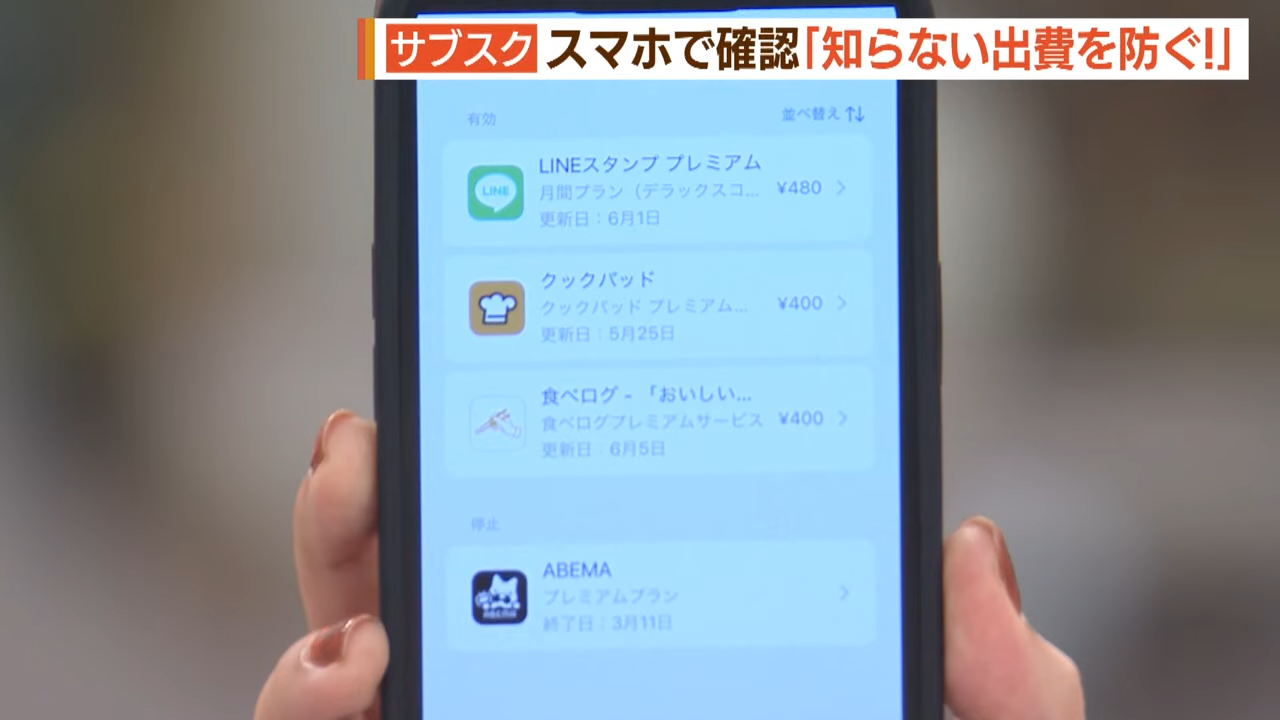 サブスク スマホで確認「知らない出費を防ぐ!」
有効 並べ替え
LINEスタンプ プレミアム
LINE 月間プラン（デラックスコ... ¥480
更新日：6月1日
クックパッド
クックパッド プレミアム... ¥400
更新日：5月25日
食べログ - 「おいしい...
食べログプレミアムサービス ¥400
更新日：6月5日
停止
ABEMA
プレミアムプラン
ABEMA
終了日：3月11日